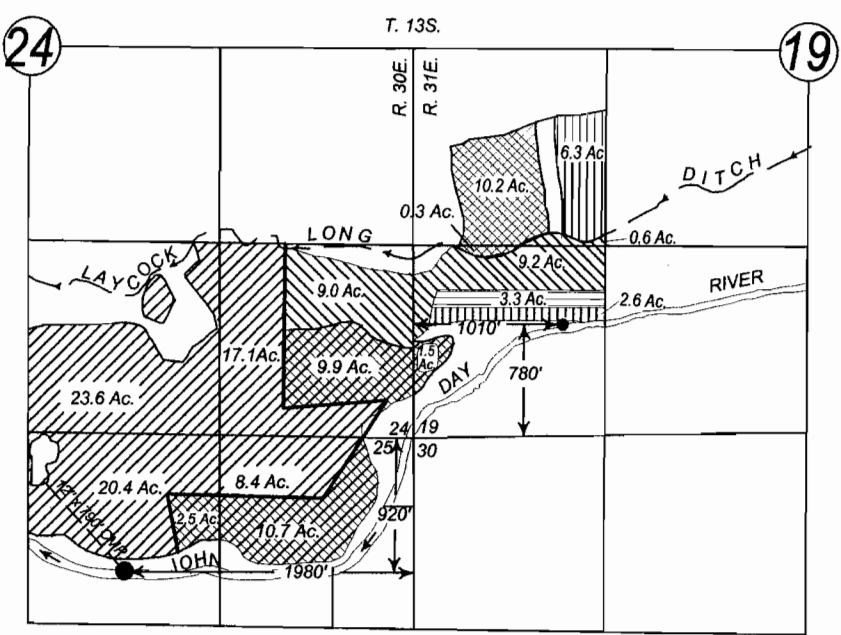 T. 13S.
24
19
R. 30E.
R. 31E.
6.3 Ac
10.2 Ac.
DITCH
0.3 Ac.
LONG
0.6 Ac.
9.2 Ac.
LAYCOCK
9.0 Ac.
3.3 Ac.
2.6 Ac.
RIVER
1010'
17.1Ac.
9.9 Ac.
1.5
Ac.
DAY
780'
23.6 Ac.
24 19
25 30
20.4 Ac.
8.4 Ac.
12"x790' CMP
2.5 Ac.
10.7 Ac.
920'
JOHN
1980'